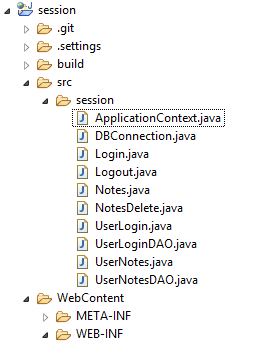 session
.git
.settings
build
src
session
ApplicationContext.java
DBConnection.java
Login.java
Logout.java
Notes.java
NotesDelete.java
UserLogin.java
UserLoginDAO.java
UserNotes.java
UserNotesDAO.java
WebContent
META-INF
WEB-INF